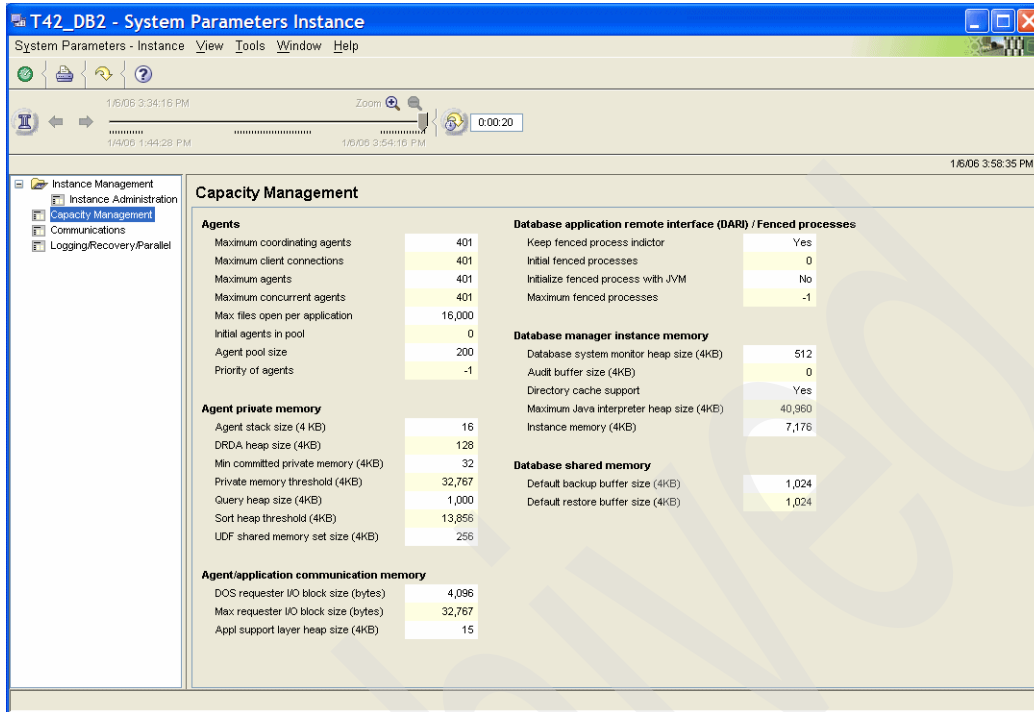 T42_DB2 - System Parameters Instance
System Parameters - Instance View Tools Window Help
1/6/06 3:34:16 PM Zoom
0:00:20
1/4/06 1:44:28 PM 1/6/06 3:54:16 PM
1/6/06 3:58:35 PM
Instance Management
Instance Administration
Capacity Management
Communications
Logging/Recovery/Parallel
Capacity Management
Agents
Maximum coordinating agents 401
Maximum client connections 401
Maximum agents 401
Maximum concurrent agents 401
Max files open per application 16,000
Initial agents in pool 0
Agent pool size 200
Priority of agents -1
Agent private memory
Agent stack size (4 KB) 16
DRDA heap size (4KB) 128
Min committed private memory (4KB) 32
Private memory threshold (4KB) 32,767
Query heap size (4KB) 1,000
Sort heap threshold (4KB) 13,856
UDF shared memory set size (4KB) 256
Agent/application communication memory
DOS requester I/O block size (bytes) 4,096
Max requester I/O block size (bytes) 32,767
Appl support layer heap size (4KB) 15
Database application remote interface (DARI) / Fenced processes
Keep fenced process indictor Yes
Initial fenced processes 0
Initialize fenced process with JVM No
Maximum fenced processes -1
Database manager instance memory
Database system monitor heap size (4KB) 512
Audit buffer size (4KB) 0
Directory cache support Yes
Maximum Java interpreter heap size (4KB) 40,960
Instance memory (4KB) 7,176
Database shared memory
Default backup buffer size (4KB) 1,024
Default restore buffer size (4KB) 1,024